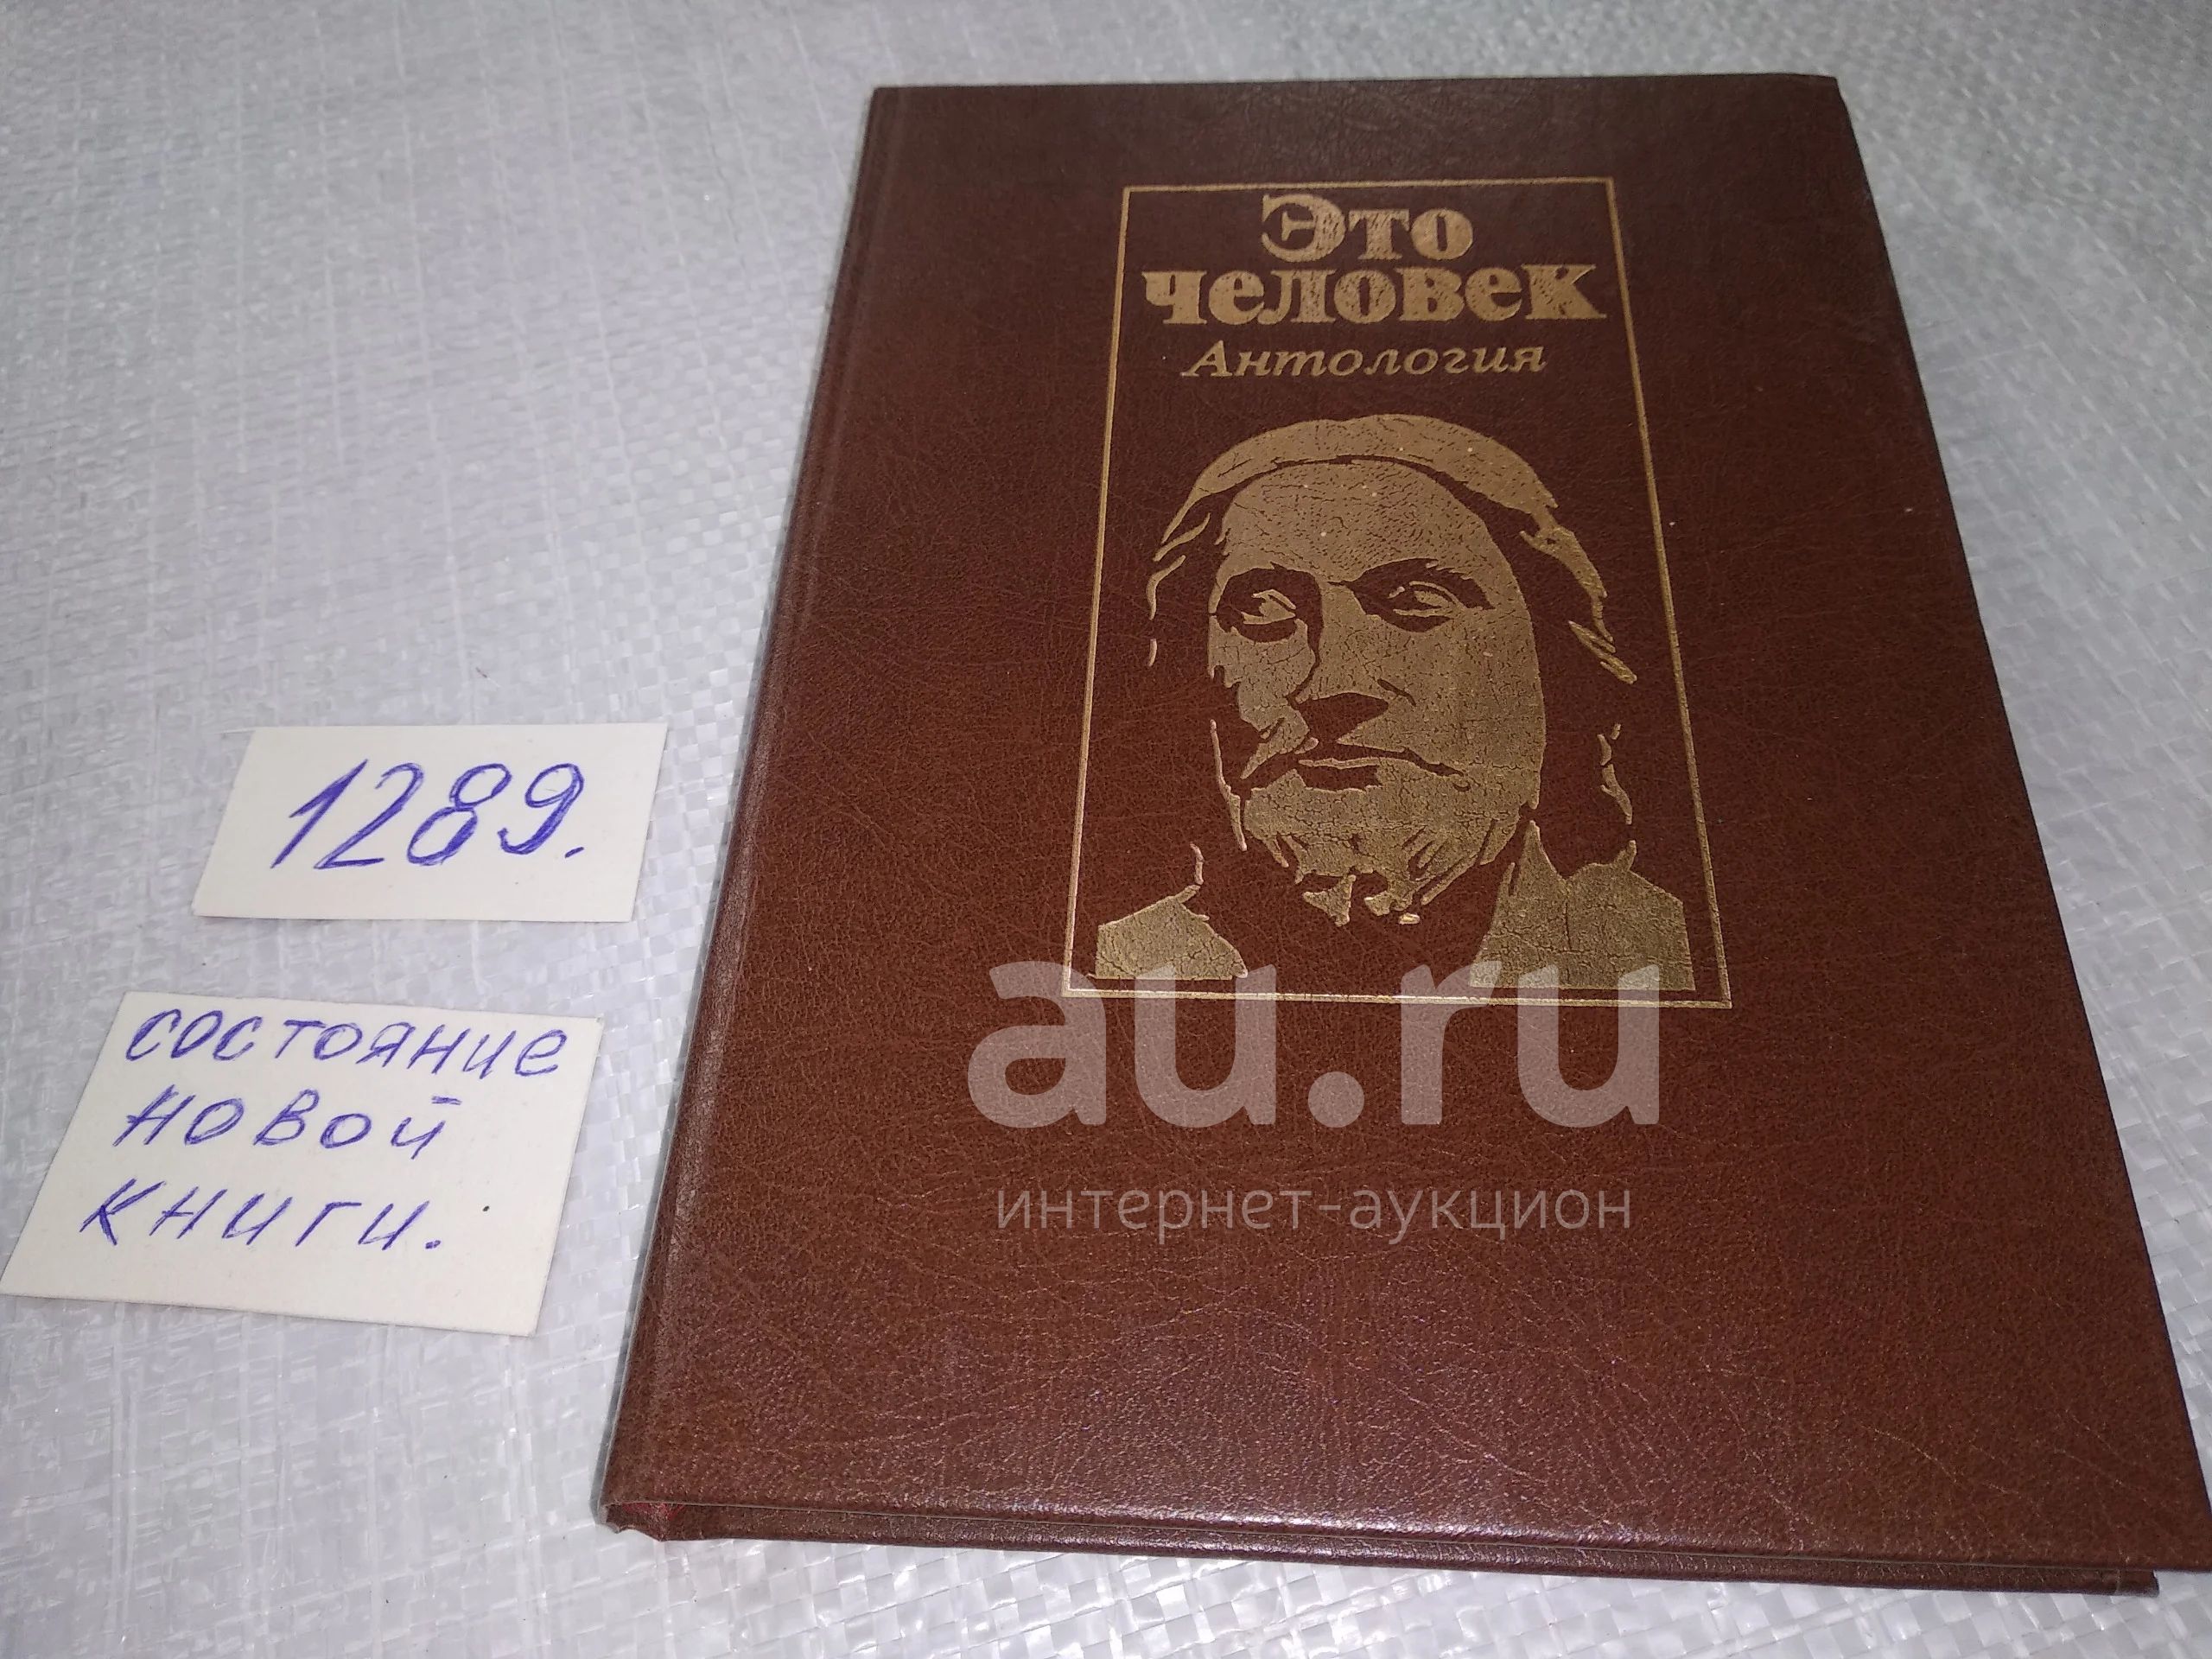 Это
человек
Антология
1289.
состояние
новой
книги.
au.ru
интернет-аукцион